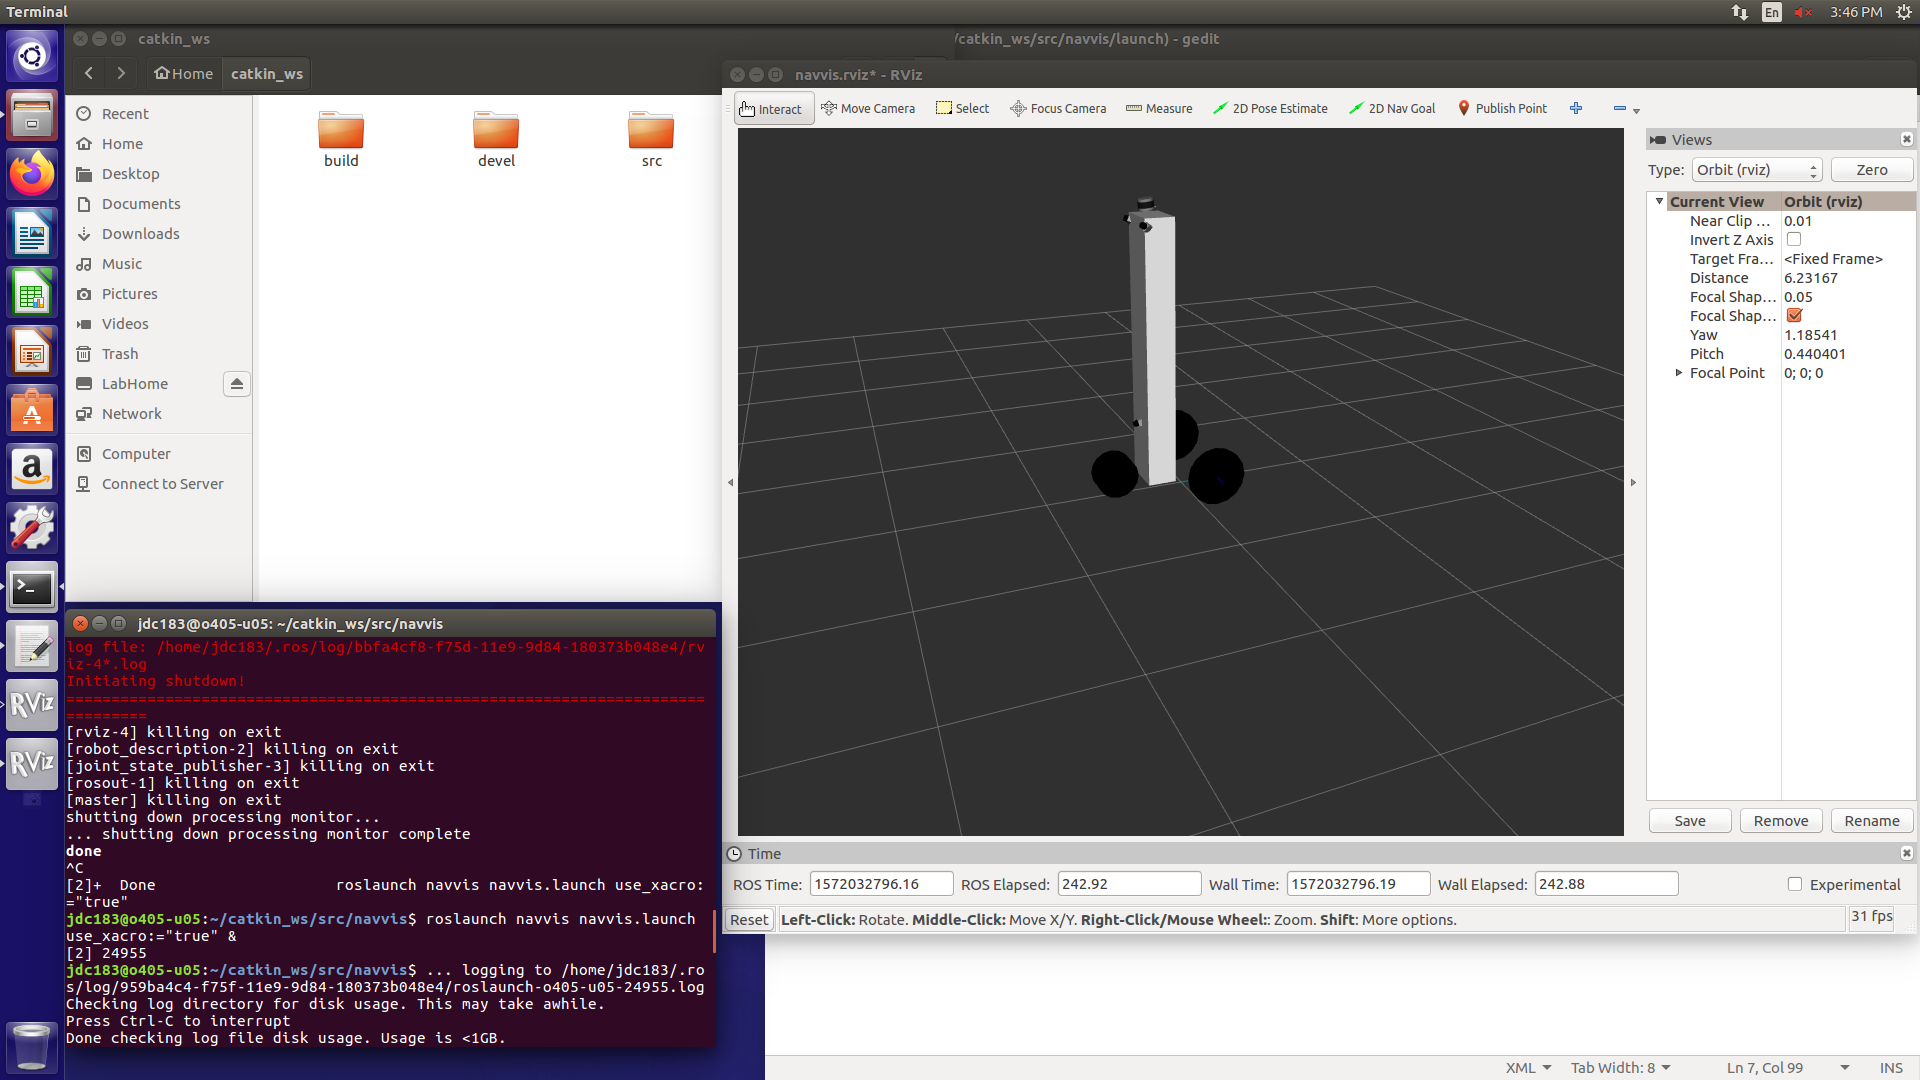 Terminal
En
3:46 PM
catkin_ws
/catkin_ws/src/navvis/launch) - gedit
Home
catkin_ws
Recent
Home
Desktop
Documents
Downloads
Music
Pictures
Videos
Trash
LabHome
Network
Computer
Connect to Server
build
devel
src
navvis.rviz* - RViz
Interact
Move Camera
Select
Focus Camera
Measure
2D Pose Estimate
2D Nav Goal
Publish Point
Views
Type:
Orbit (rviz)
Zero
Current View
Orbit (rviz)
Near Clip ...
0.01
Invert Z Axis
Target Fra...
<Fixed Frame>
Distance
6.23167
Focal Shap...
0.05
Focal Shap...
Yaw
1.18541
Pitch
0.440401
Focal Point
0; 0; 0
Save
Remove
Rename
Time
ROS Time:
1572032796.16
ROS Elapsed:
242.92
Wall Time:
1572032796.19
Wall Elapsed:
242.88
Experimental
Reset
Left-Click: Rotate. Middle-Click: Move X/Y. Right-Click/Mouse Wheel:: Zoom. Shift: More options.
31 fps
jdc183@o405-u05: ~/catkin_ws/src/navvis
log file: /home/jdc183/.ros/log/bbfa4cf8-f75d-11e9-9d84-180373b048e4/rv
iz-4*.log
Initiating shutdown!
=======================================================================
=========
[rviz-4] killing on exit
[robot_description-2] killing on exit
[joint_state_publisher-3] killing on exit
[rosout-1] killing on exit
[master] killing on exit
shutting down processing monitor...
... shutting down processing monitor complete
done
^C
[2]+  Done                    roslaunch navvis navvis.launch use_xacro:
="true"
jdc183@o405-u05:~/catkin_ws/src/navvis$ roslaunch navvis navvis.launch
use_xacro:="true" &
[2] 24955
jdc183@o405-u05:~/catkin_ws/src/navvis$ ... logging to /home/jdc183/.ro
s/log/959ba4c4-f75f-11e9-9d84-180373b048e4/roslaunch-o405-u05-24955.log
Checking log directory for disk usage. This may take awhile.
Press Ctrl-C to interrupt
Done checking log file disk usage. Usage is <1GB.
RViz
RViz
XML
Tab Width: 8
Ln 7, Col 99
INS